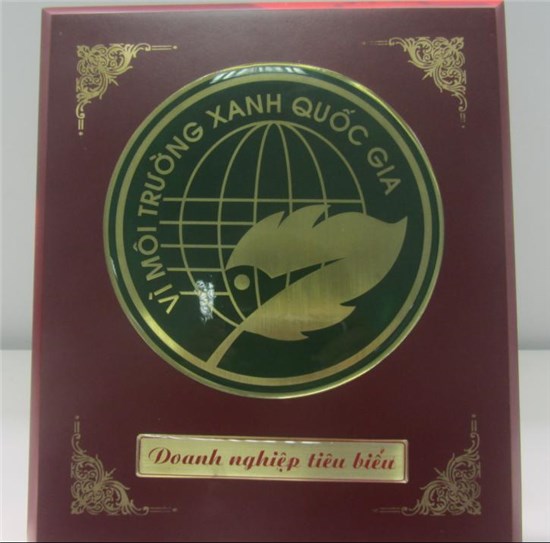 VÌ MÔI TRƯỜNG XANH QUỐC GIA
Doanh nghiệp tiêu biểu